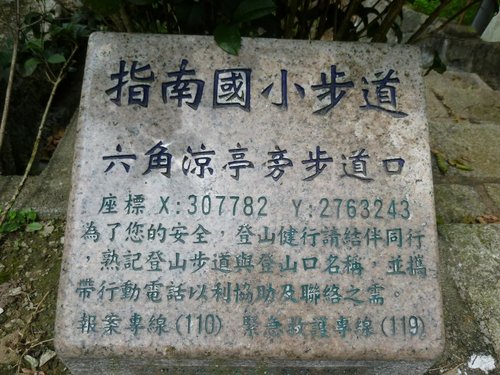 指南國小步道
六角涼亭旁步道口
座標 X:307782 Y:2763243
為了您的安全，登山健行請結伴同行
，熟記登山步道與登山口名稱，並攜
帶行動電話以利協助及聯絡之需。
報案專線(110) 緊急救護專線(119)